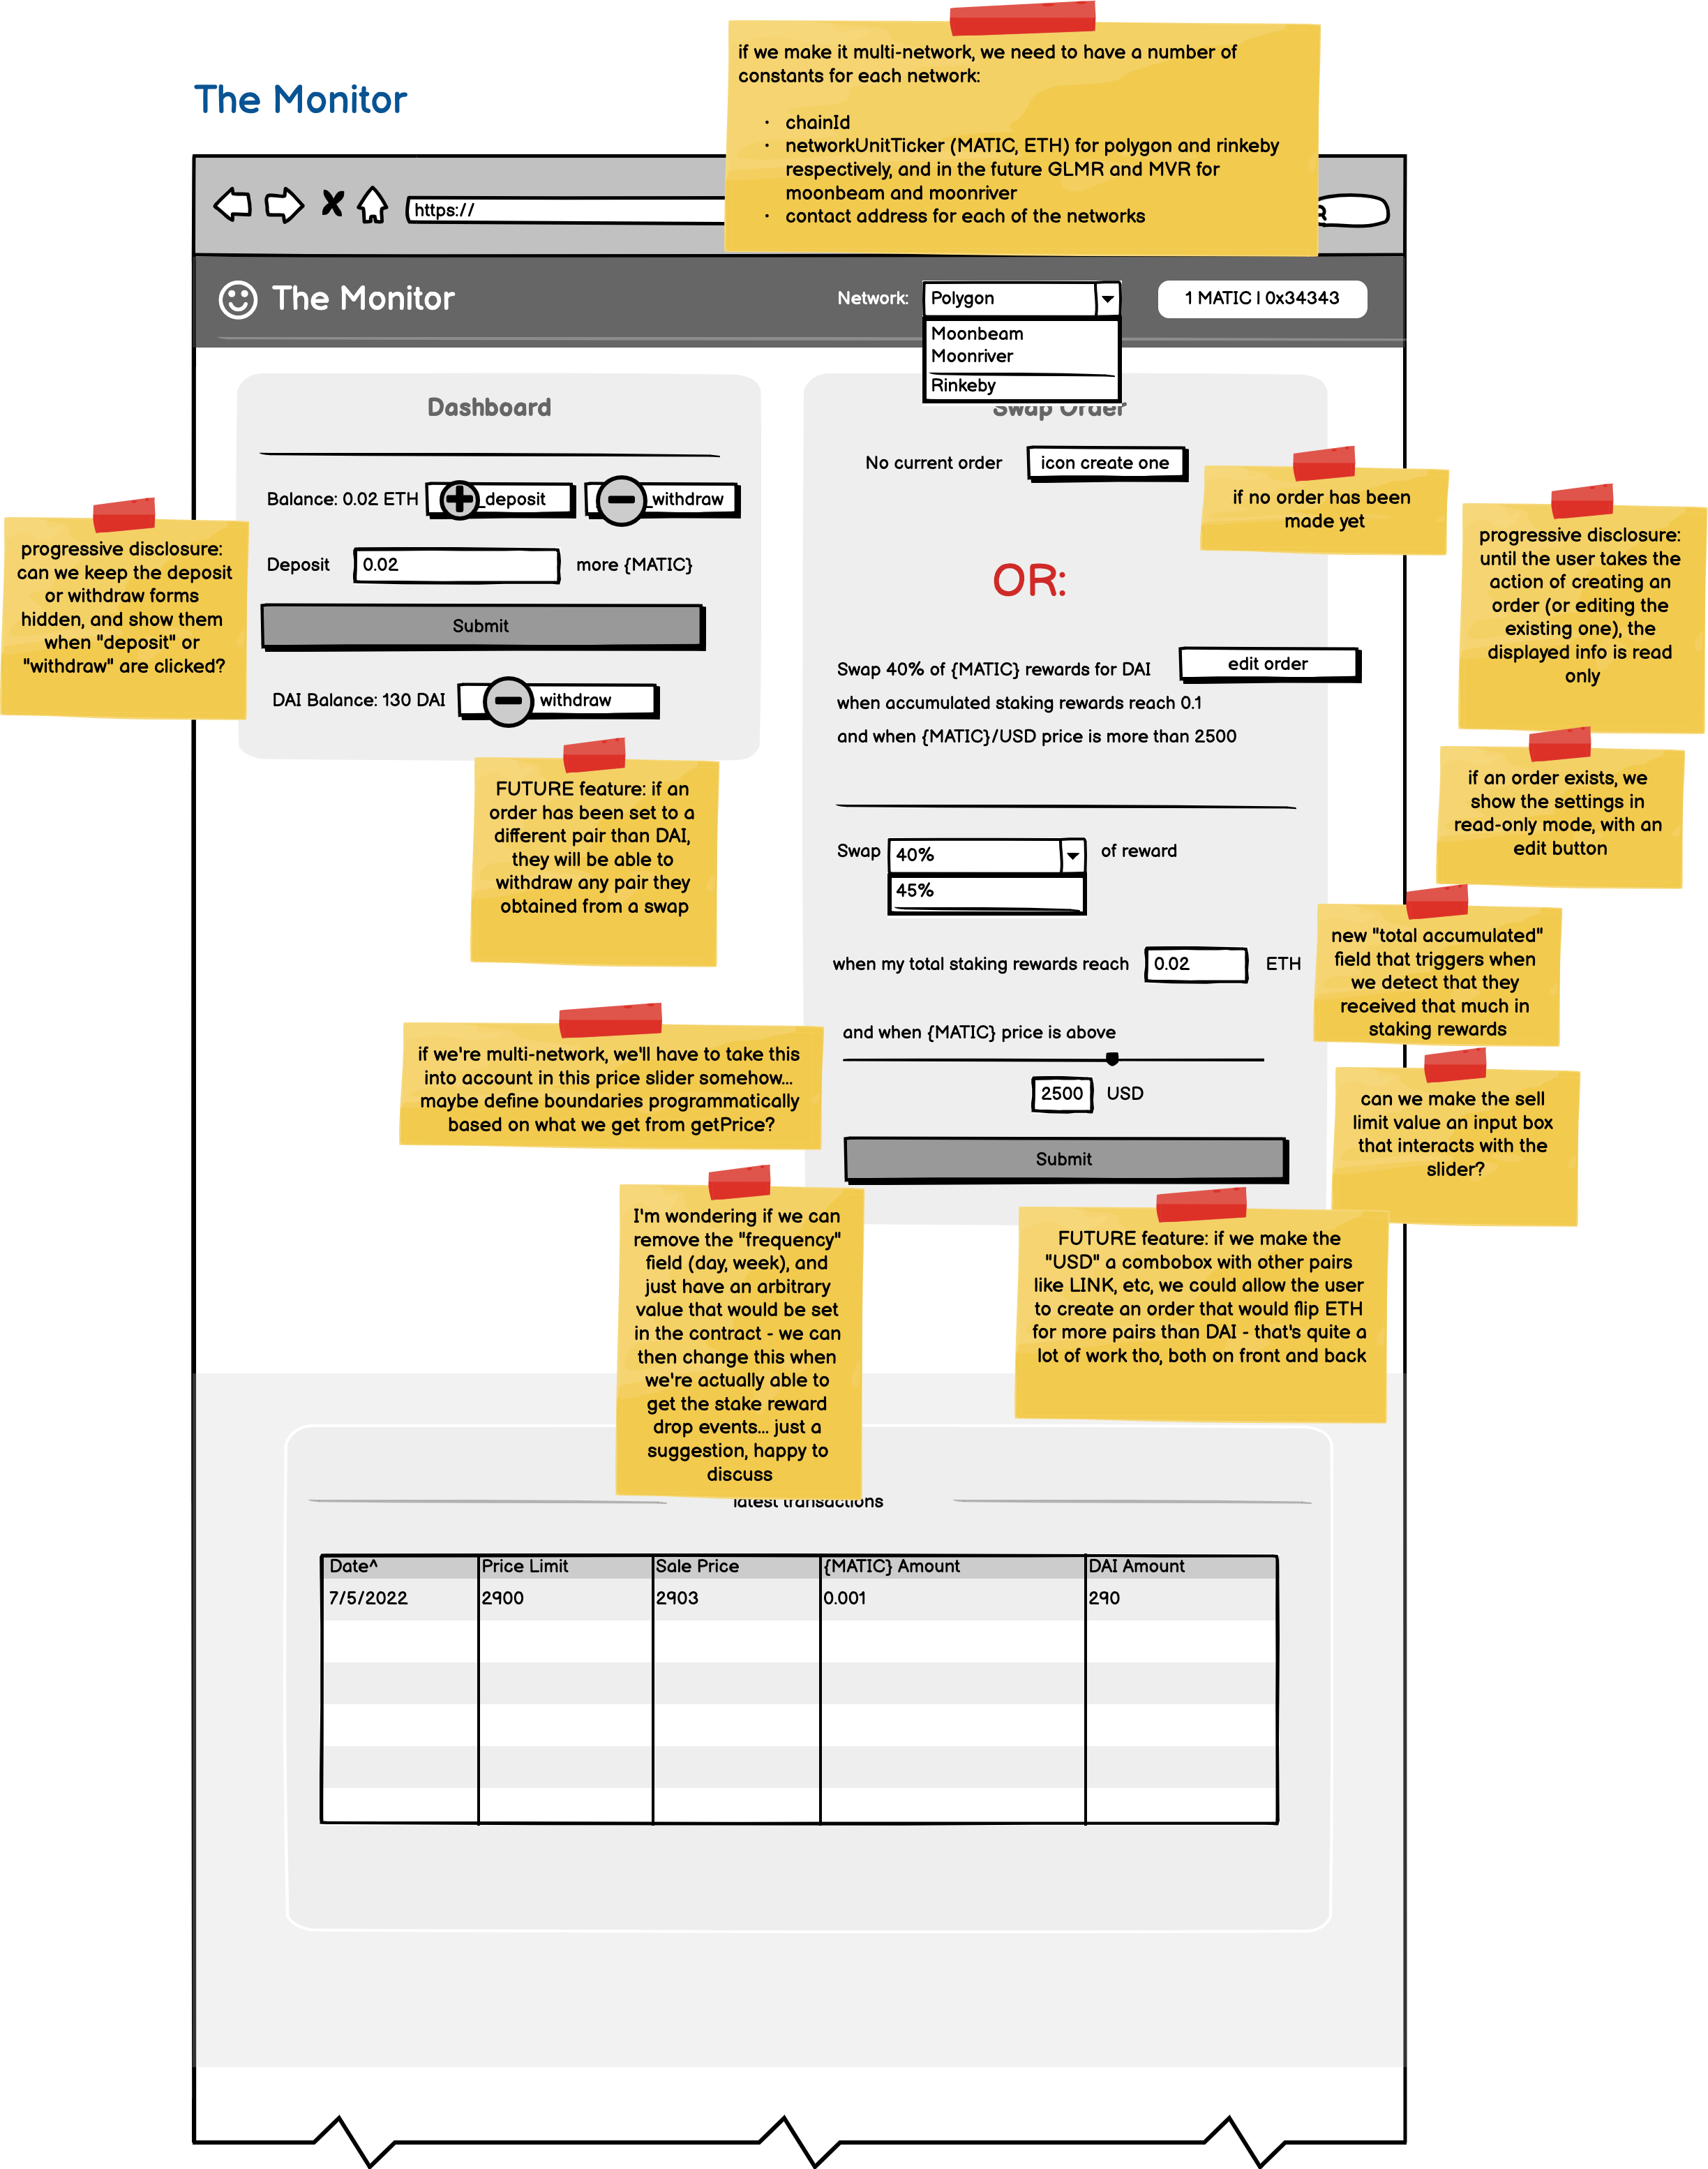 if we make it multi-network, we need to have a number of
constants for each network:
· chainId
· networkUnitTicker (MATIC, ETH) for polygon and rinkeby
respectively, and in the future GLMR and MVR for
moonbeam and moonriver
· contact address for each of the networks
The Monitor
https://
The Monitor
Network:
Polygon
1 MATIC | 0x34343
Moonbeam
Moonriver
Rinkeby
Dashboard
Swap Order
Balance: 0.02 ETH
_deposit
_withdraw
Deposit
0.02
more {MATIC}
Submit
DAI Balance: 130 DAI
withdraw
progressive disclosure:
can we keep the deposit
or withdraw forms
hidden, and show them
when "deposit" or
"withdraw" are clicked?
FUTURE feature: if an
order has been set to a
different pair than DAI,
they will be able to
withdraw any pair they
obtained from a swap
No current order
icon create one
if no order has been
made yet
OR:
progressive disclosure:
until the user takes the
action of creating an
order (or editing the
existing one), the
displayed info is read
only
Swap 40% of {MATIC} rewards for DAI
edit order
when accumulated staking rewards reach 0.1
and when {MATIC}/USD price is more than 2500
if an order exists, we
show the settings in
read-only mode, with an
edit button
Swap
40%
of reward
45%
when my total staking rewards reach
0.02
ETH
new "total accumulated"
field that triggers when
we detect that they
received that much in
staking rewards
and when {MATIC} price is above
2500
USD
if we're multi-network, we'll have to take this
into account in this price slider somehow...
maybe define boundaries programmatically
based on what we get from getPrice?
can we make the sell
limit value an input box
that interacts with the
slider?
Submit
I'm wondering if we can
remove the "frequency"
field (day, week), and
just have an arbitrary
value that would be set
in the contract - we can
then change this when
we're actually able to
get the stake reward
drop events... just a
suggestion, happy to
discuss
FUTURE feature: if we make the
"USD" a combobox with other pairs
like LINK, etc, we could allow the user
to create an order that would flip ETH
for more pairs than DAI - that's quite a
lot of work tho, both on front and back
latest transactions
Date^
Price Limit
Sale Price
{MATIC} Amount
DAI Amount
7/5/2022
2900
2903
0.001
290